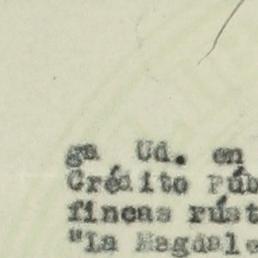 ga Ud. en
Crédito Púb
fincas rúst
"La Magdale